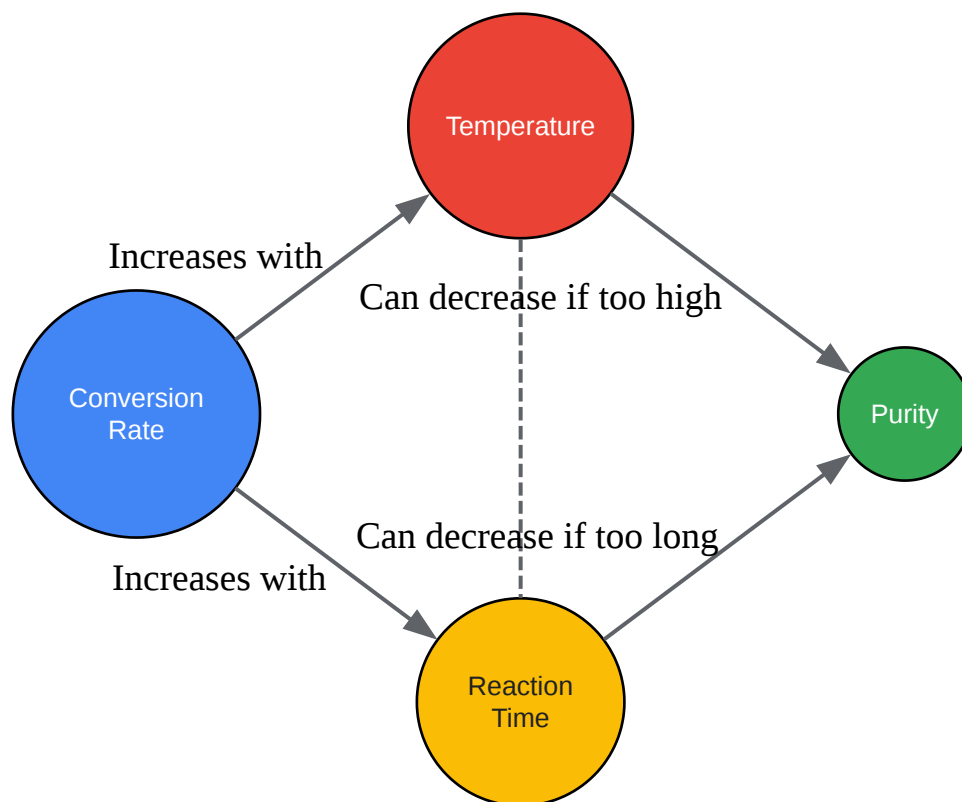 Temperature
Increases with
Can decrease if too high
Conversion
Rate
Purity
Can decrease if too long
Increases with
Reaction
Time